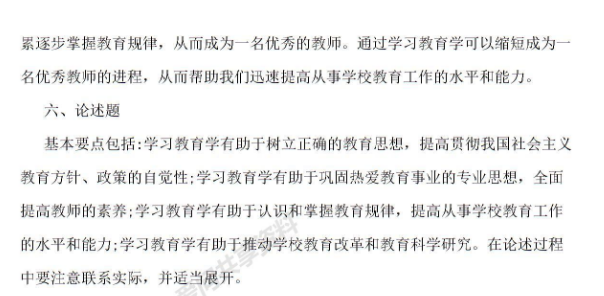 累逐步掌握教育规律，从而成为一名优秀的教师。通过学习教育学可以缩短成为一
名优秀教师的进程，从而帮助我们迅速提高从事学校教育工作的水平和能力。
六、论述题
基本要点包括:学习教育学有助于树立正确的教育思想，提高贯彻我国社会主义
教育方针、政策的自觉性;学习教育学有助于巩固热爱教育事业的专业思想，全面
提高教师的素养;学习教育学有助于认识和掌握教育规律，提高从事学校教育工作
的水平和能力;学习教育学有助于推动学校教育改革和教育科学研究。在论述过程
中要注意联系实际，并适当展开。